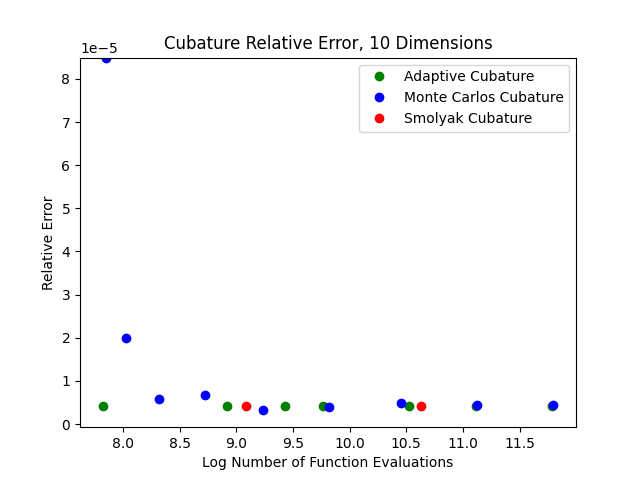 Cubature Relative Error, 10 Dimensions
1e−5
Adaptive Cubature
Monte Carlos Cubature
Smolyak Cubature
8
7
6
5
4
3
2
1
0
Relative Error
8.0 8.5 9.0 9.5 10.0 10.5 11.0 11.5
Log Number of Function Evaluations